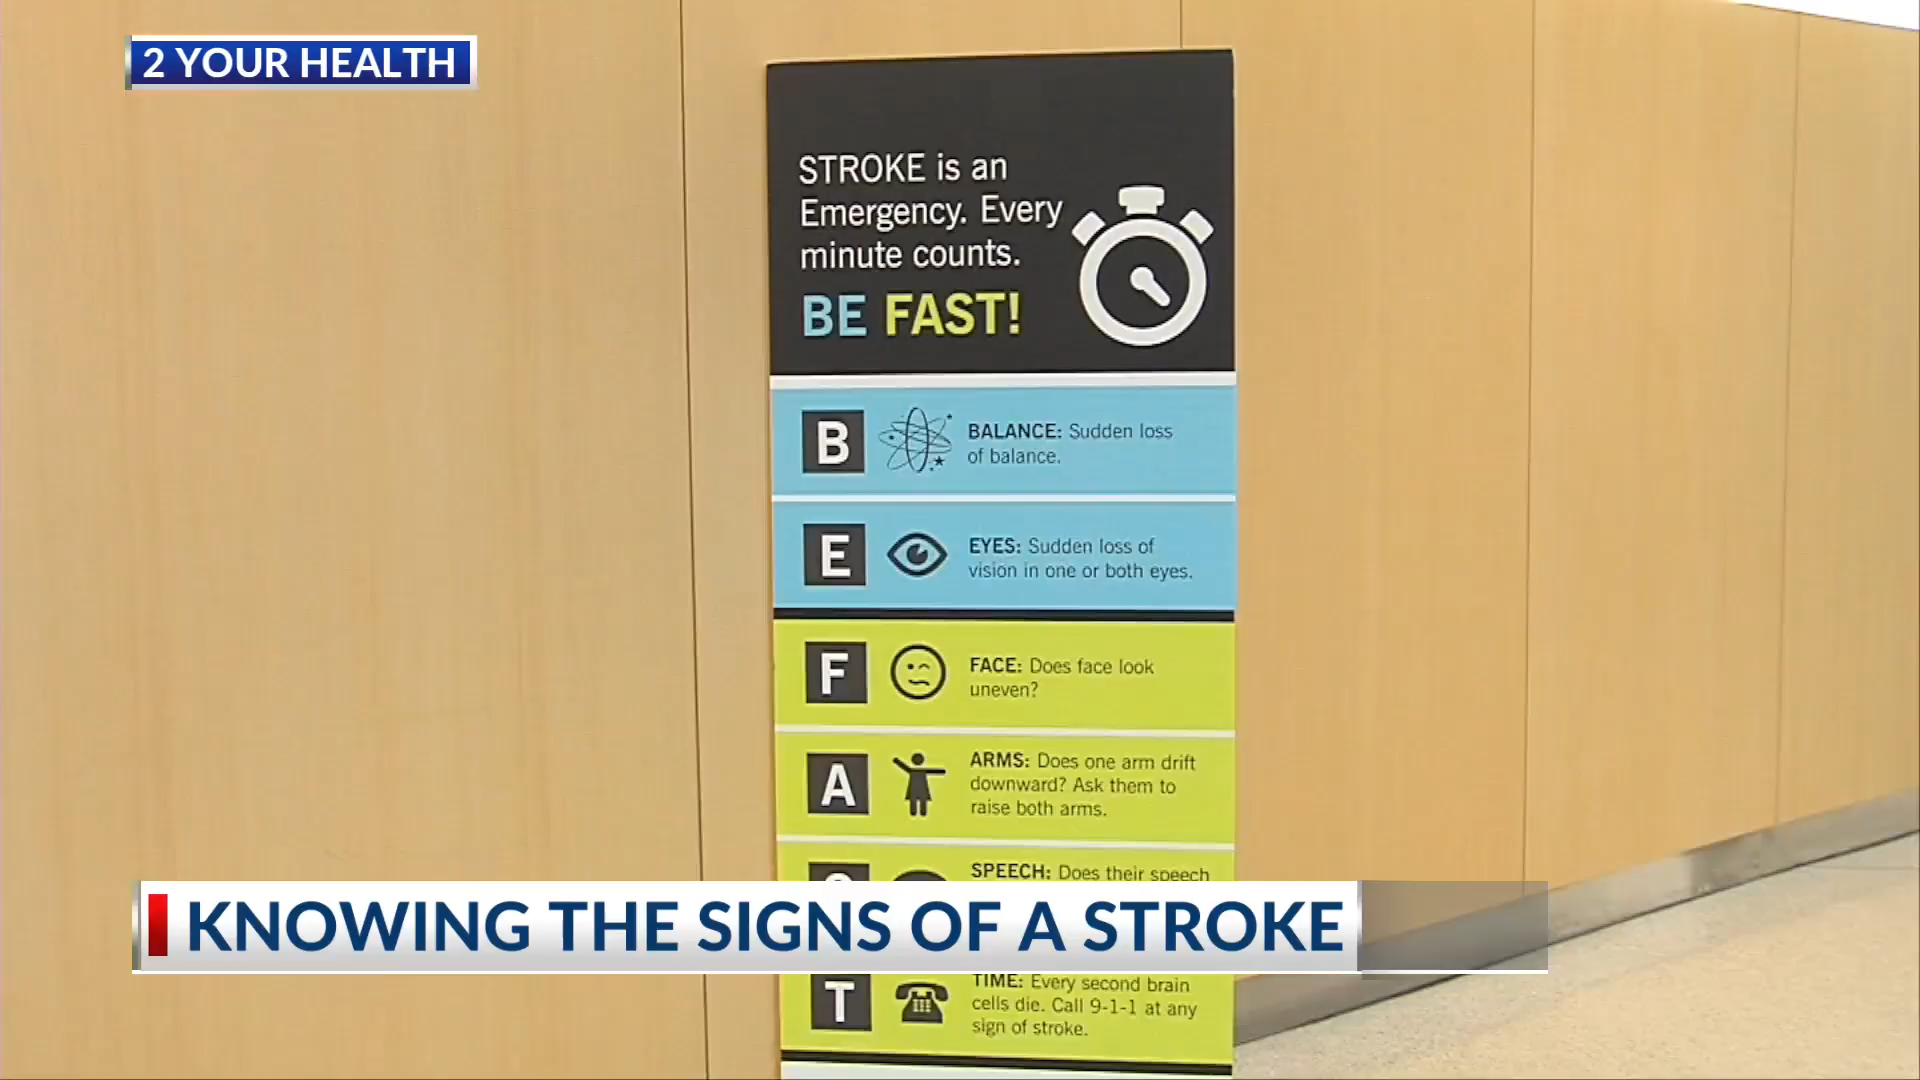 2 YOUR HEALTH
STROKE is an
Emergency. Every
minute counts.
BE FAST!
B
BALANCE: Sudden loss
of balance.
E
EYES: Sudden loss of
vision in one or both eyes.
F
FACE: Does face look
uneven?
A
ARMS: Does one arm drift
downward? Ask them to
raise both arms.
SPEECH: Does their speech
KNOWING THE SIGNS OF A STROKE
T
TIME: Every second brain
cells die. Call 9-1-1 at any
sign of stroke.